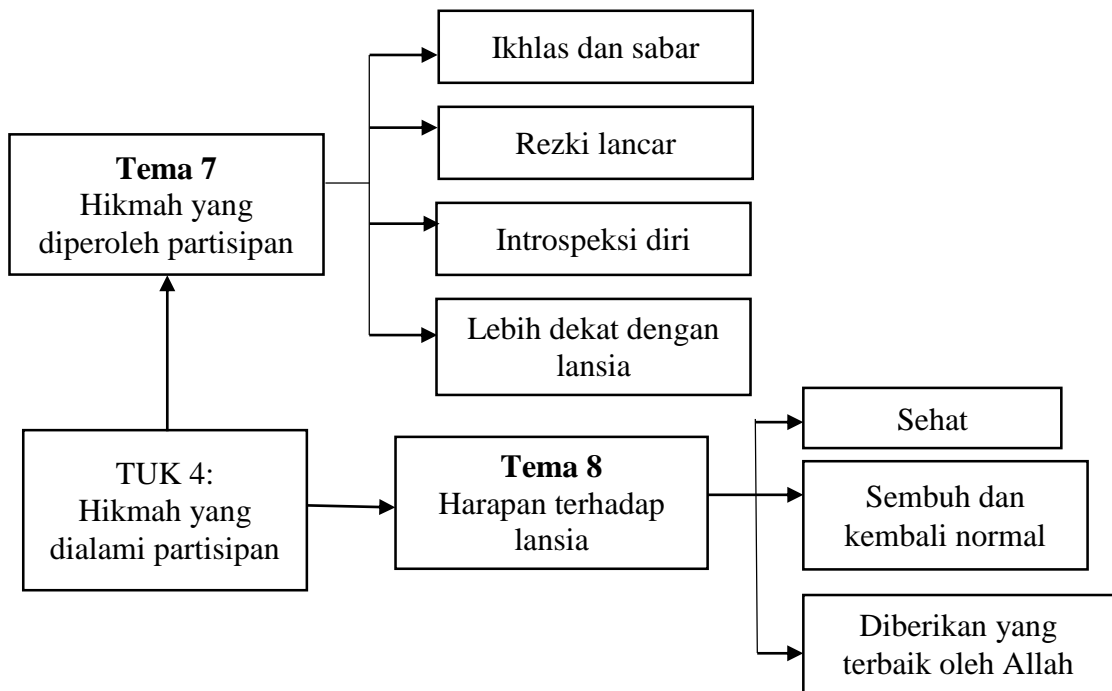 Ikhlas dan sabar
Rezki lancar
Tema 7
Hikmah yang
diperoleh partisipan
Introspeksi diri
Lebih dekat dengan
lansia
Sehat
TUK 4:
Hikmah yang
dialami partisipan
Tema 8
Harapan terhadap
lansia
Sembuh dan
kembali normal
Diberikan yang
terbaik oleh Allah